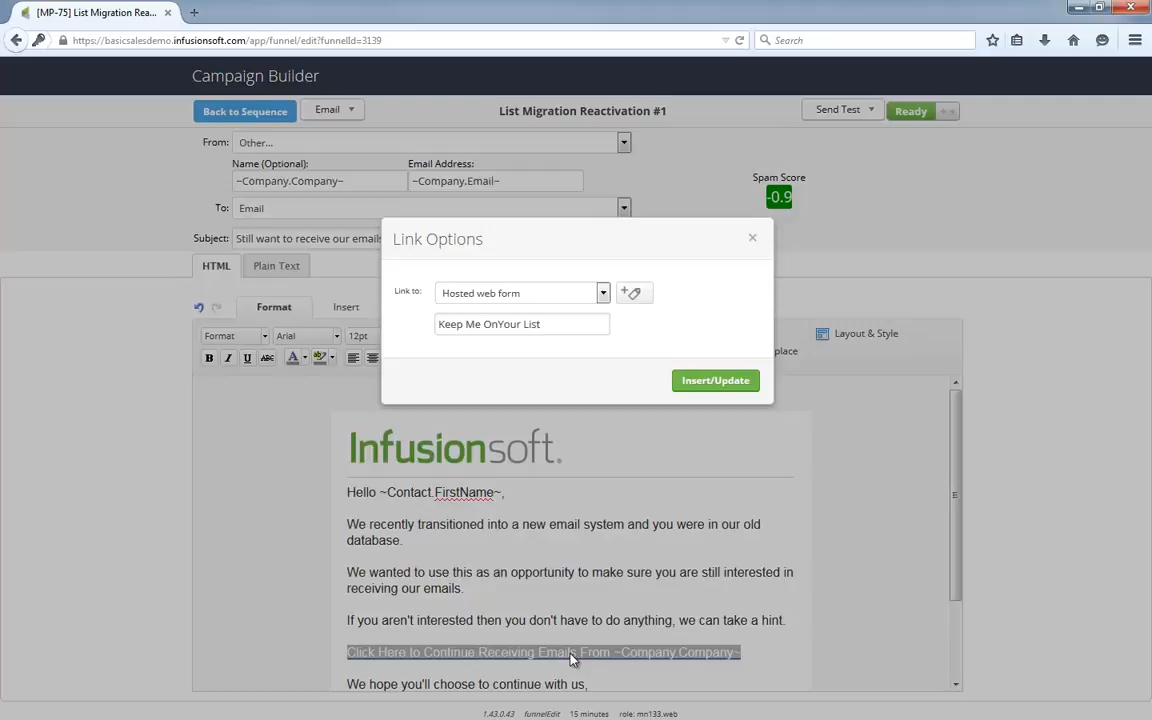 [MP-75] List Migration Rea...
https://basicsalesdemo.infusionsoft.com/app/funnel/edit?funnelId=3139
Search
Campaign Builder
Back to Sequence
Email
List Migration Reactivation #1
Send Test
Ready
From:
Other...
Name (Optional):
Email Address:
~Company.Company~
~Company.Email~
Spam Score
-0.9
To:
Email
Subject:
Still want to receive our emails
Link Options
Link to:
Hosted web form
Keep Me OnYour List
Insert/Update
HTML
Plain Text
Format
Insert
Format
Arial
12pt
Layout & Style
B I U ABC A ab
place
Infusionsoft.
Hello ~Contact.FirstName~,
We recently transitioned into a new email system and you were in our old
database.
We wanted to use this as an opportunity to make sure you are still interested in
receiving our emails.
If you aren't interested then you don't have to do anything, we can take a hint.
Click Here to Continue Receiving Emails From ~Company.Company~
We hope you'll choose to continue with us,
1.43.0.43 funnelEdit 15 minutes role: mn133.web